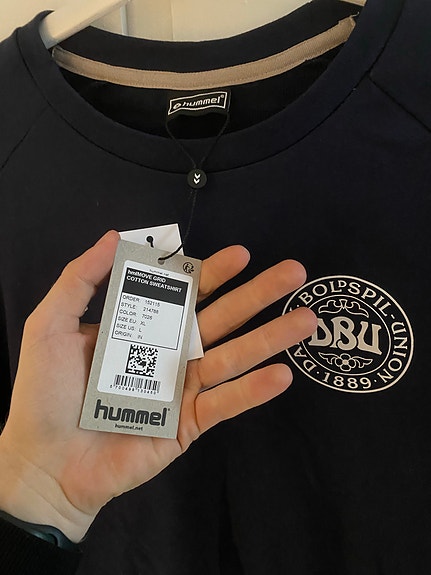 hummel
hmlMOVE GRID
COTTON SWEATSHIRT
ORDER: 152115
STYLE: 214786
COLOR: 7026
SIZE EU: XL
SIZE US: L
ORIGIN: IN
hummel
hummel.net
BOLDSPIL-UNION
DBU
1889